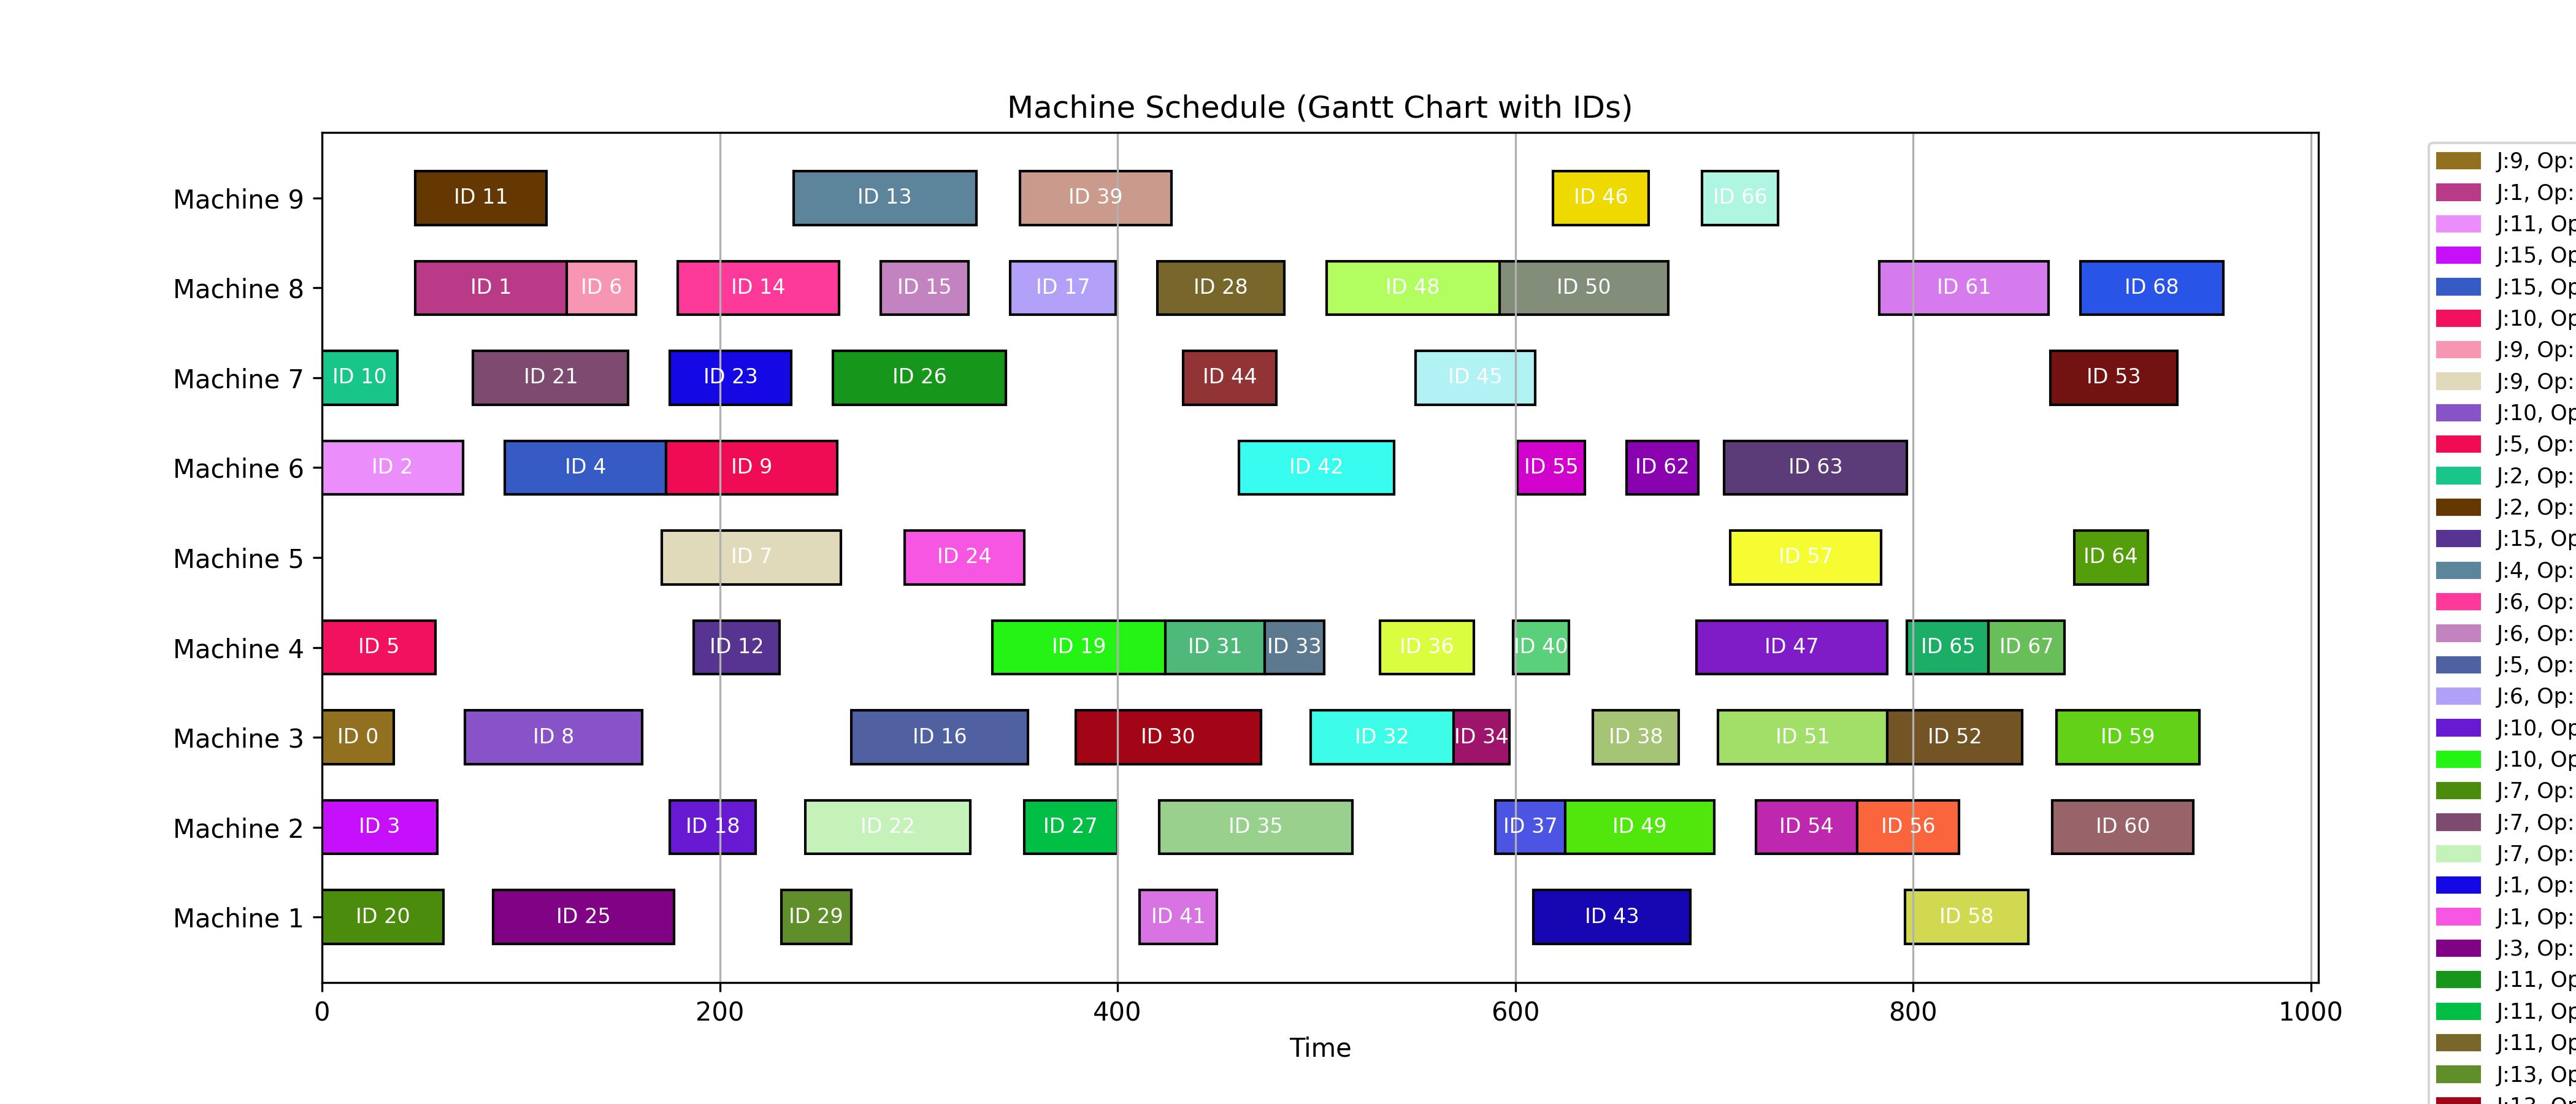 Machine Schedule (Gantt Chart with IDs)
Machine 9 ID 11 ID 13 ID 39 ID 46 ID 66
Machine 8 ID 1 ID 6 ID 14 ID 15 ID 17 ID 28 ID 48 ID 50 ID 61 ID 68
Machine 7 ID 10 ID 21 ID 23 ID 26 ID 44 ID 45 ID 53
Machine 6 ID 2 ID 4 ID 9 ID 42 ID 55 ID 62 ID 63
Machine 5 ID 7 ID 24 ID 57 ID 64
Machine 4 ID 5 ID 12 ID 19 ID 31 ID 33 ID 36 ID 40 ID 47 ID 65 ID 67
Machine 3 ID 0 ID 8 ID 16 ID 30 ID 32 ID 34 ID 38 ID 51 ID 52 ID 59
Machine 2 ID 3 ID 18 ID 22 ID 27 ID 35 ID 37 ID 49 ID 54 ID 56 ID 60
Machine 1 ID 20 ID 25 ID 29 ID 41 ID 43 ID 58
0 200 400 600 800 1000
Time
J:9, Op:
J:1, Op:
J:11, Op
J:15, Op
J:15, Op
J:10, Op
J:9, Op:
J:9, Op:
J:10, Op
J:5, Op:
J:2, Op:
J:2, Op:
J:15, Op
J:4, Op:
J:6, Op:
J:6, Op:
J:5, Op:
J:6, Op:
J:10, Op
J:10, Op
J:7, Op:
J:7, Op:
J:7, Op:
J:1, Op:
J:1, Op:
J:3, Op:
J:11, Op
J:11, Op
J:11, Op
J:13, Op
J:13, Op